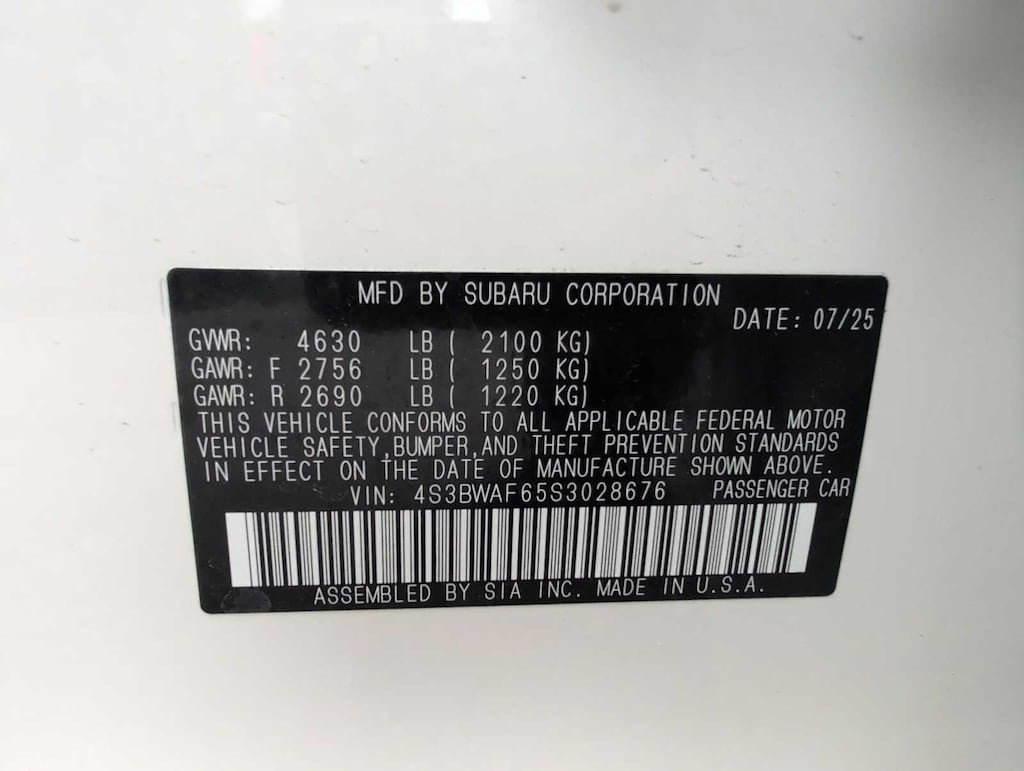 MFD BY SUBARU CORPORATION
DATE: 07/25
GVWR: 4630 LB ( 2100 KG)
GAWR: F 2756 LB ( 1250 KG)
GAWR: R 2690 LB ( 1220 KG)
THIS VEHICLE CONFORMS TO ALL APPLICABLE FEDERAL MOTOR
VEHICLE SAFETY,BUMPER,AND THEFT PREVENTION STANDARDS
IN EFFECT ON THE DATE OF MANUFACTURE SHOWN ABOVE.
VIN: 4S3BWAF65S3028676 PASSENGER CAR
ASSEMBLED BY SIA INC. MADE IN U.S.A.